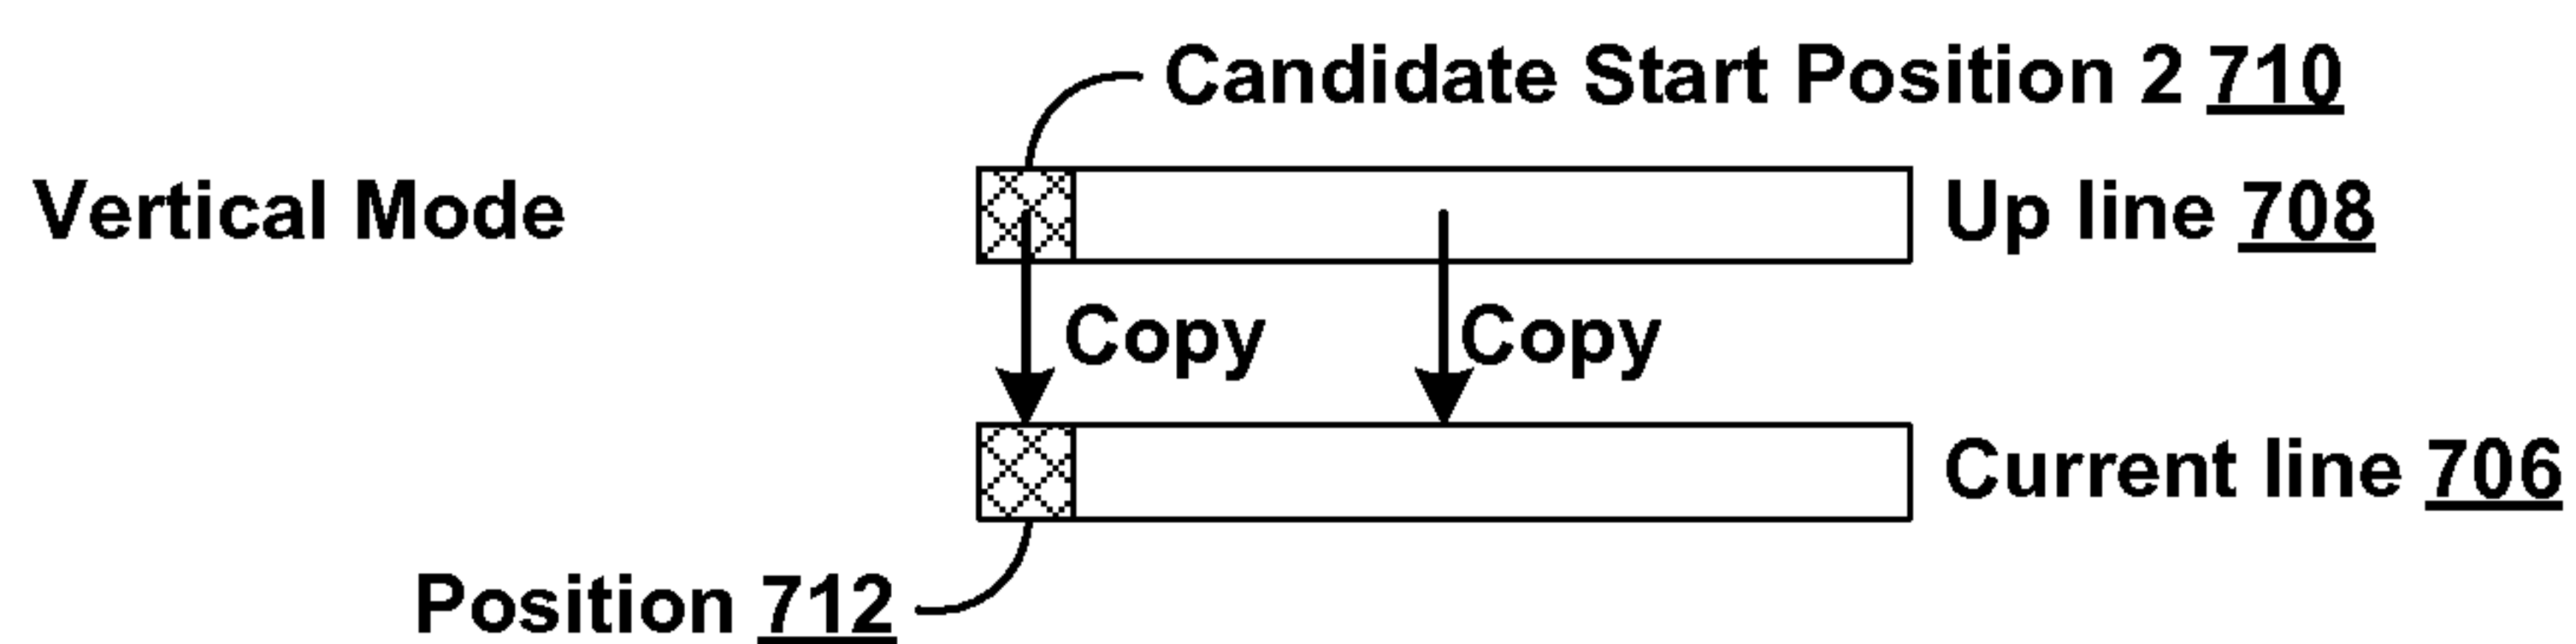 Candidate Start Position 2 710
Vertical Mode
Up line 708
Copy
Copy
Current line 706
Position 712